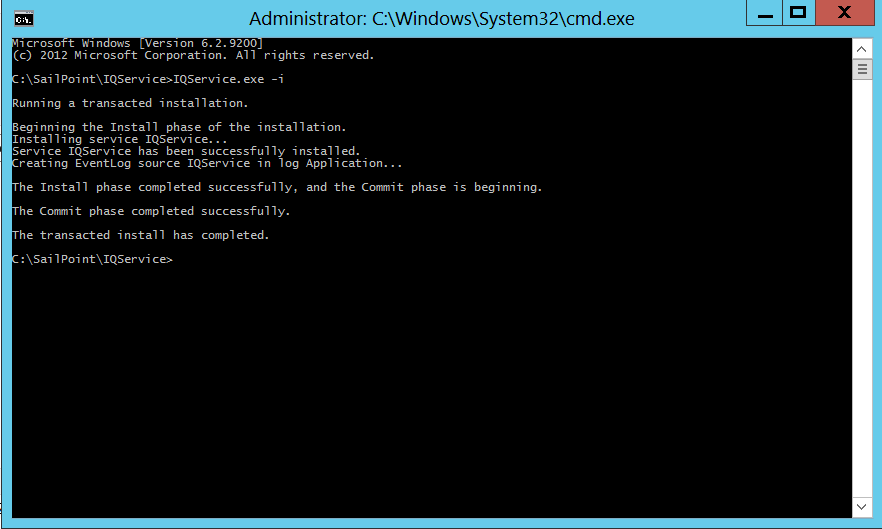 Administrator: C:\Windows\System32\cmd.exe
Microsoft Windows [Version 6.2.9200]
(c) 2012 Microsoft Corporation. All rights reserved.
C:\SailPoint\IQService>IQService.exe -i
Running a transacted installation.
Beginning the Install phase of the installation.
Installing service IQService...
Service IQService has been successfully installed.
Creating EventLog source IQService in log Application...
The Install phase completed successfully, and the Commit phase is beginning.
The Commit phase completed successfully.
The transacted install has completed.
C:\SailPoint\IQService>